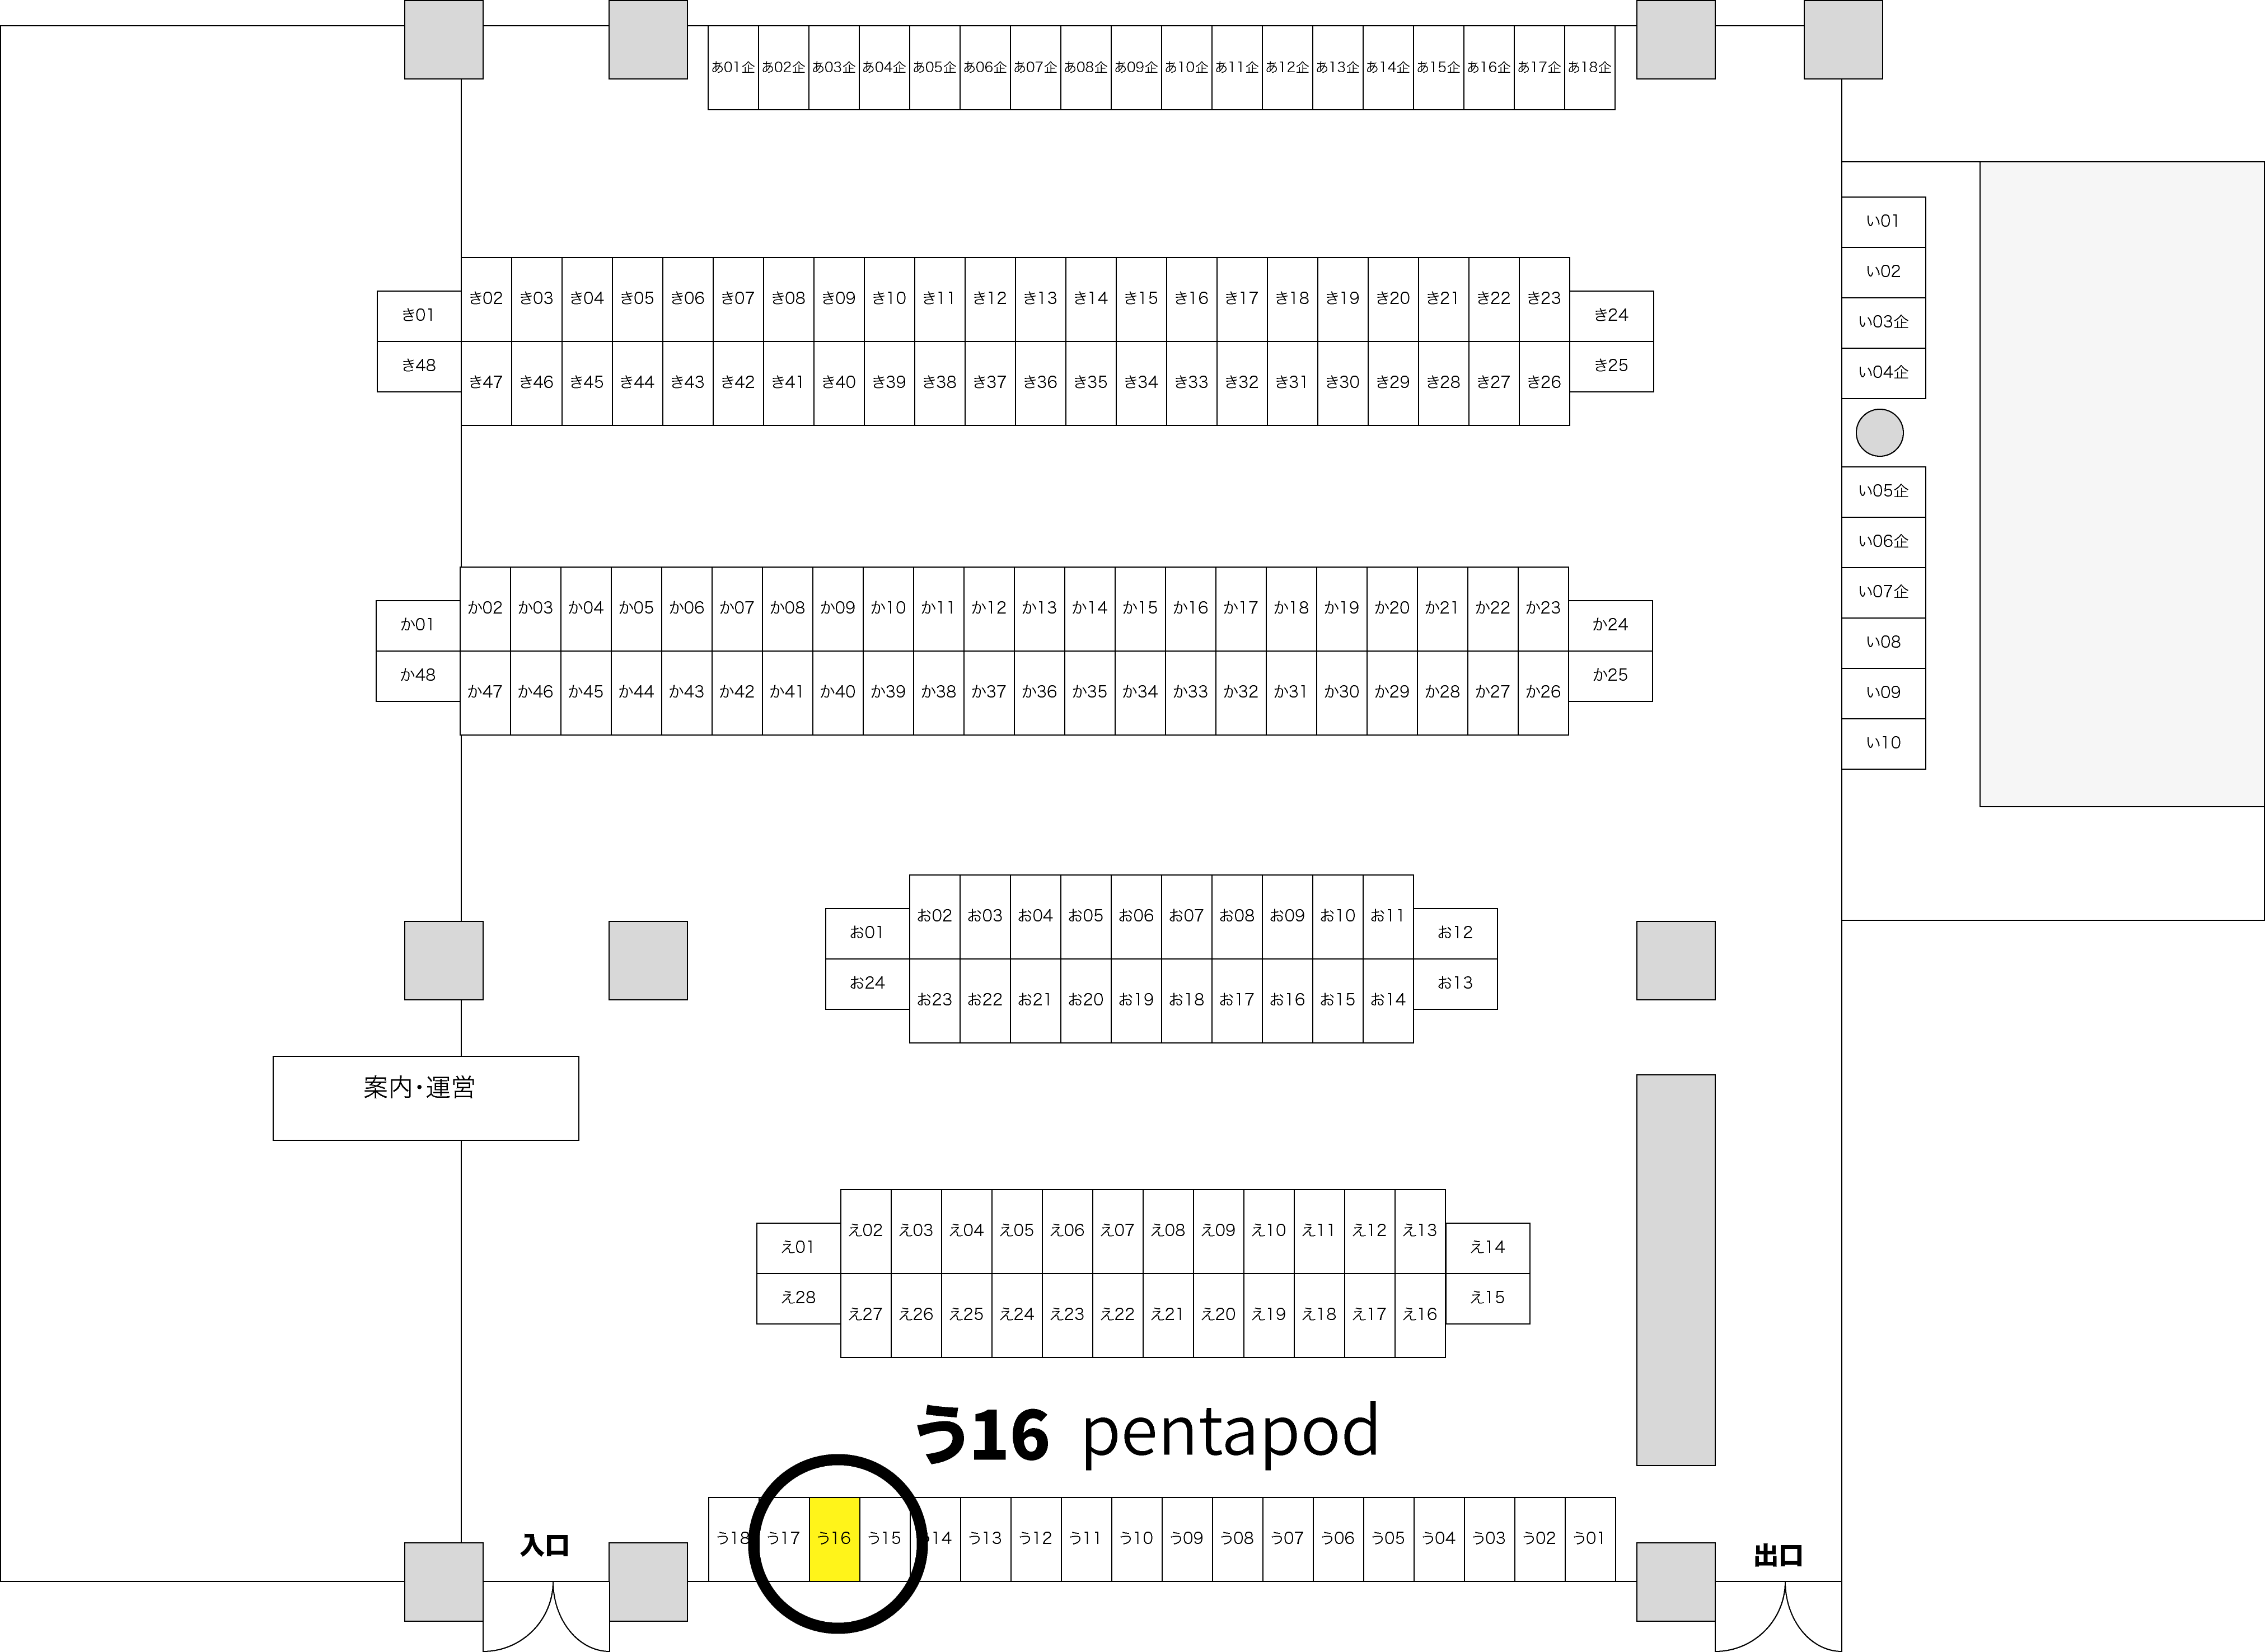 あ01企 あ02企 あ03企 あ04企 あ05企 あ06企 あ07企 あ08企 あ09企 あ10企 あ11企 あ12企 あ13企 あ14企 あ15企 あ16企 あ17企 あ18企
い01
い02
い03企
い04企
い05企
い06企
い07企
い08
い09
い10
き01
き02 き03 き04 き05 き06 き07 き08 き09 き10 き11 き12 き13 き14 き15 き16 き17 き18 き19 き20 き21 き22 き23
き24
き48
き47 き46 き45 き44 き43 き42 き41 き40 き39 き38 き37 き36 き35 き34 き33 き32 き31 き30 き29 き28 き27 き26
き25
か01
か02 か03 か04 か05 か06 か07 か08 か09 か10 か11 か12 か13 か14 か15 か16 か17 か18 か19 か20 か21 か22 か23
か24
か48
か47 か46 か45 か44 か43 か42 か41 か40 か39 か38 か37 か36 か35 か34 か33 か32 か31 か30 か29 か28 か27 か26
か25
お01
お02 お03 お04 お05 お06 お07 お08 お09 お10 お11
お12
お24
お23 お22 お21 お20 お19 お18 お17 お16 お15 お14
お13
案内・運営
え01
え02 え03 え04 え05 え06 え07 え08 え09 え10 え11 え12 え13
え14
え28
え27 え26 え25 え24 え23 え22 え21 え20 え19 え18 え17 え16
え15
う16 pentapod
入口
う18 う17 う16 う15 う14 う13 う12 う11 う10 う09 う08 う07 う06 う05 う04 う03 う02 う01
出口